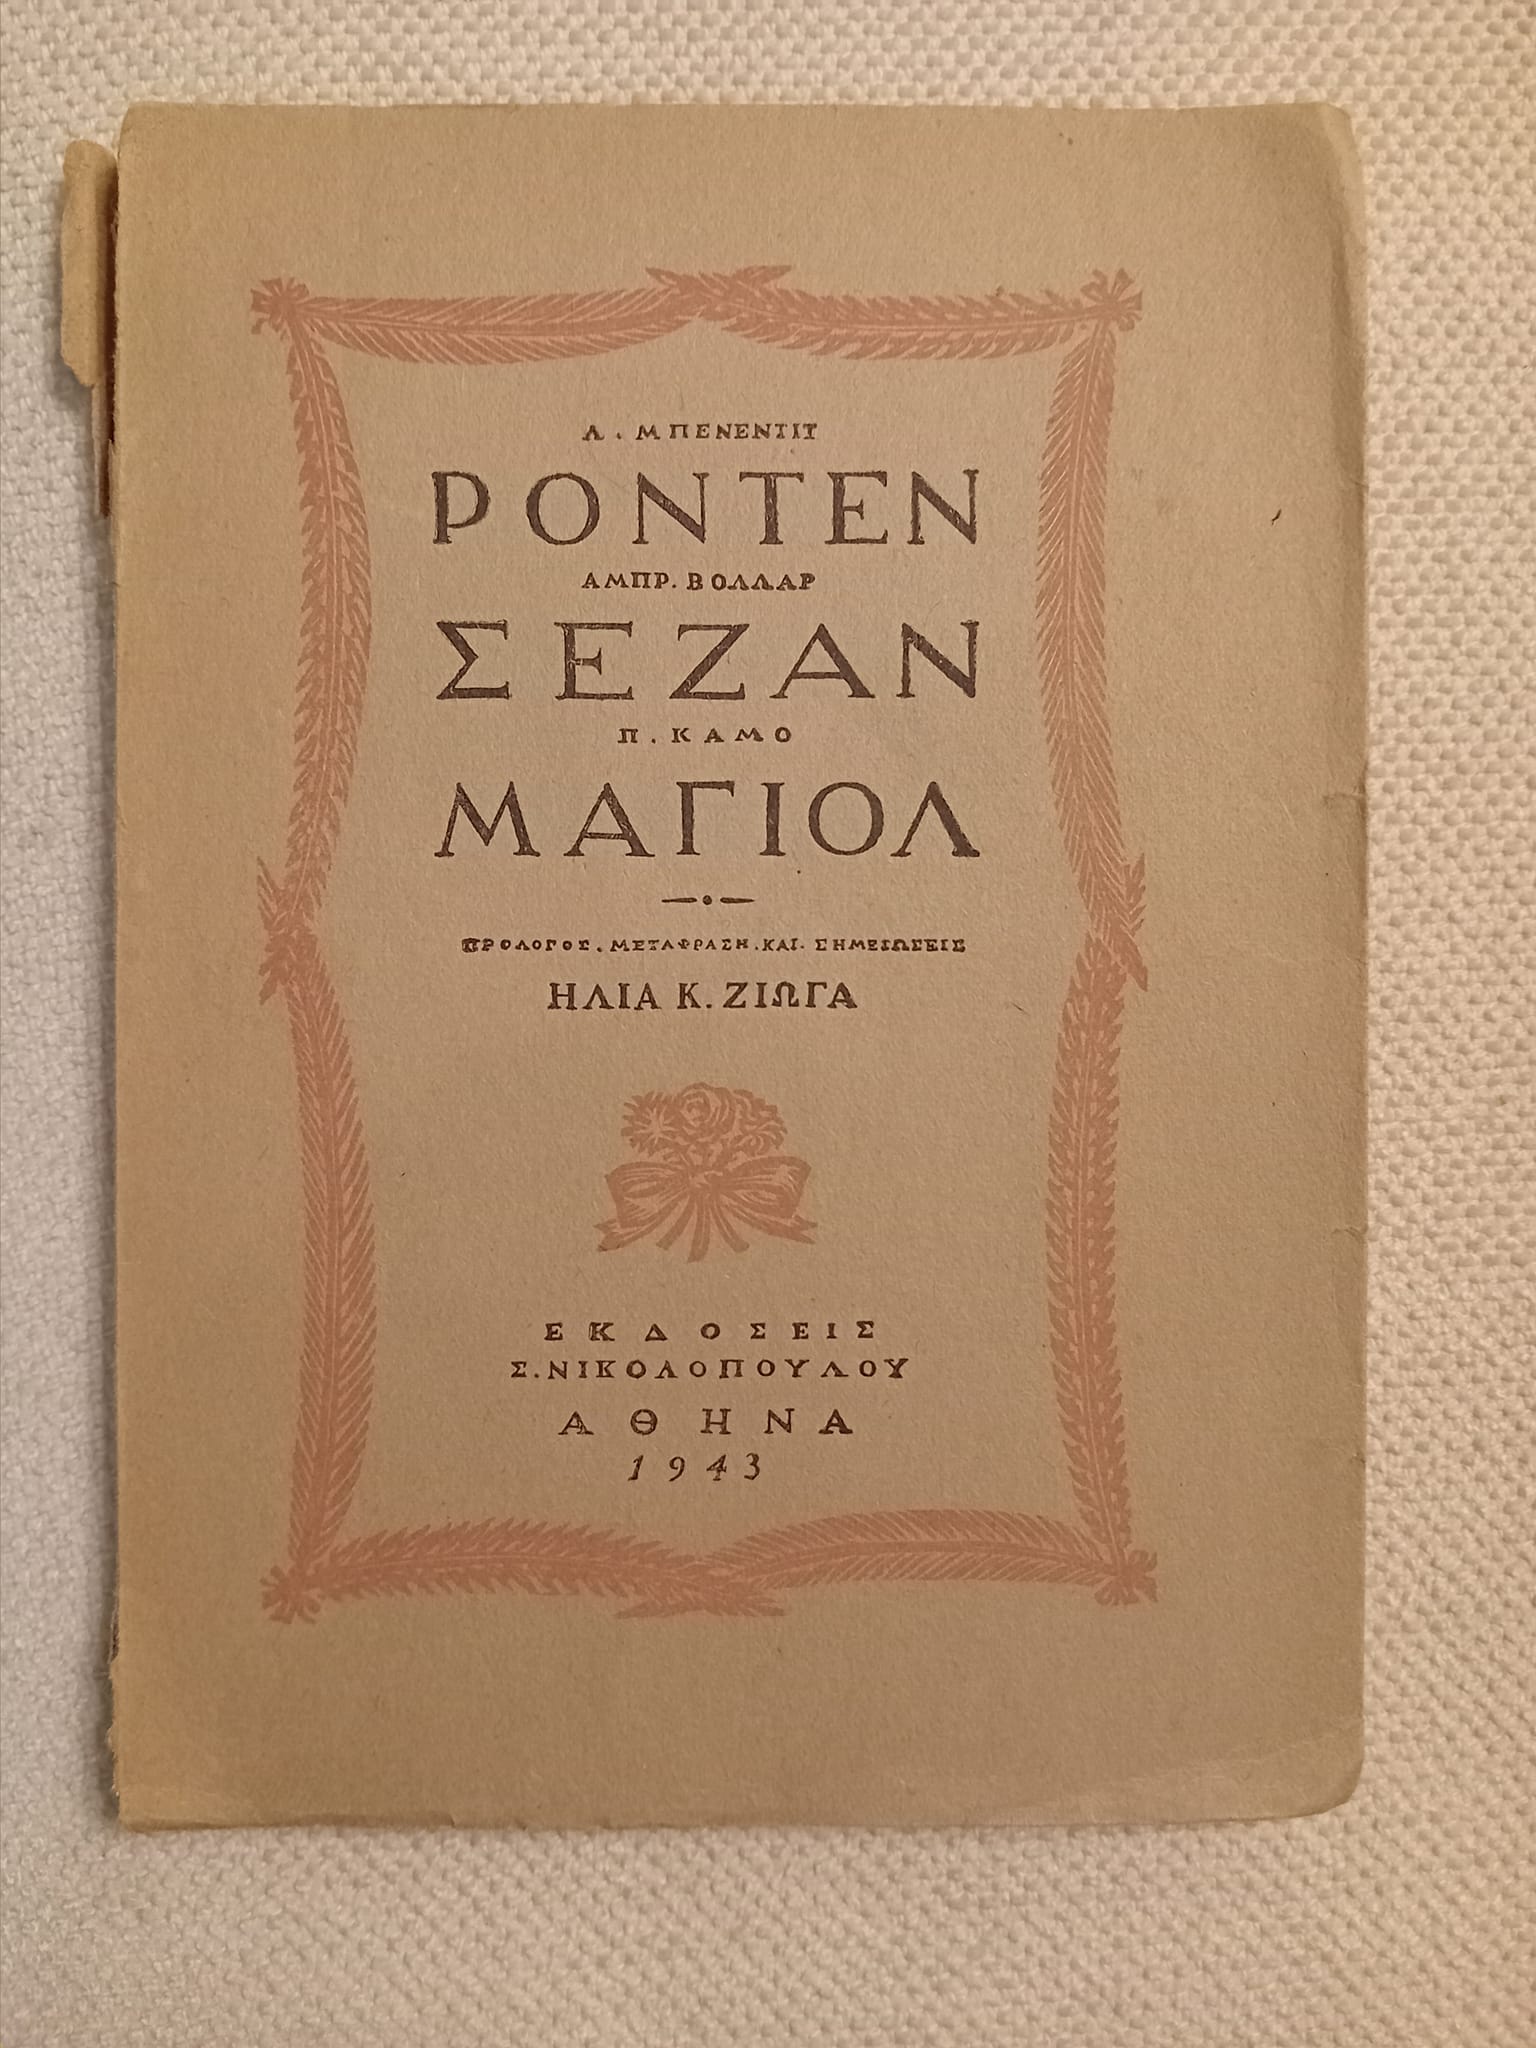 Λ. ΜΠΕΝΕΝΤΙΤ
ΡΟΝΤΕΝ
ΑΜΠΡ. ΒΟΛΛΑΡ
ΣΕΖΑΝ
Π. ΚΑΜΟ
ΜΑΓΙΟΛ
ΠΡΟΛΟΓΟΣ. ΜΕΤΑΦΡΑΣΗ. ΚΑΙ. ΣΗΜΕΙΩΣΕΙΣ
ΗΛΙΑ Κ. ΖΙΩΓΑ
ΕΚΔΟΣΕΙΣ
Σ. ΝΙΚΟΛΟΠΟΥΛΟΥ
ΑΘΗΝΑ
1943